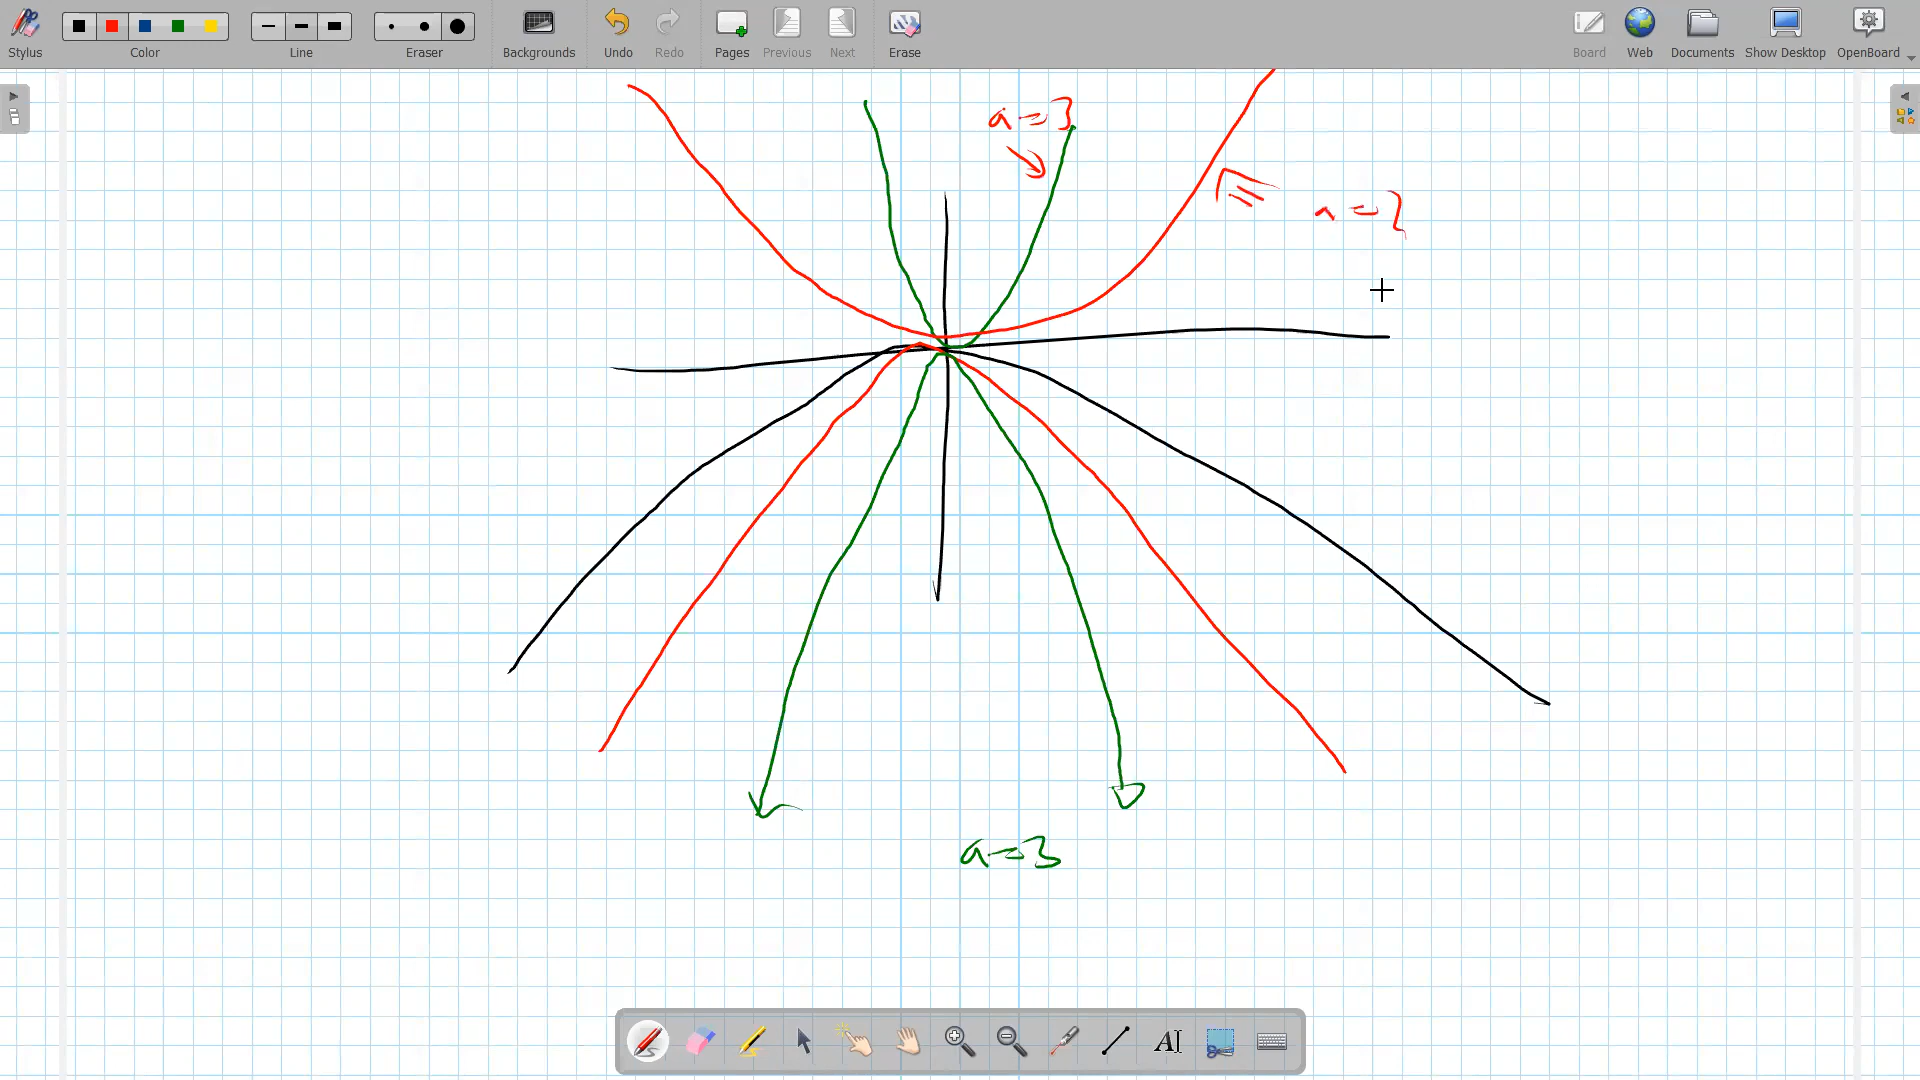 Stylus Color Line Eraser Backgrounds Undo Redo Pages Previous Next Erase Board Web Documents Show Desktop OpenBoard
a=3
a=2
a=3